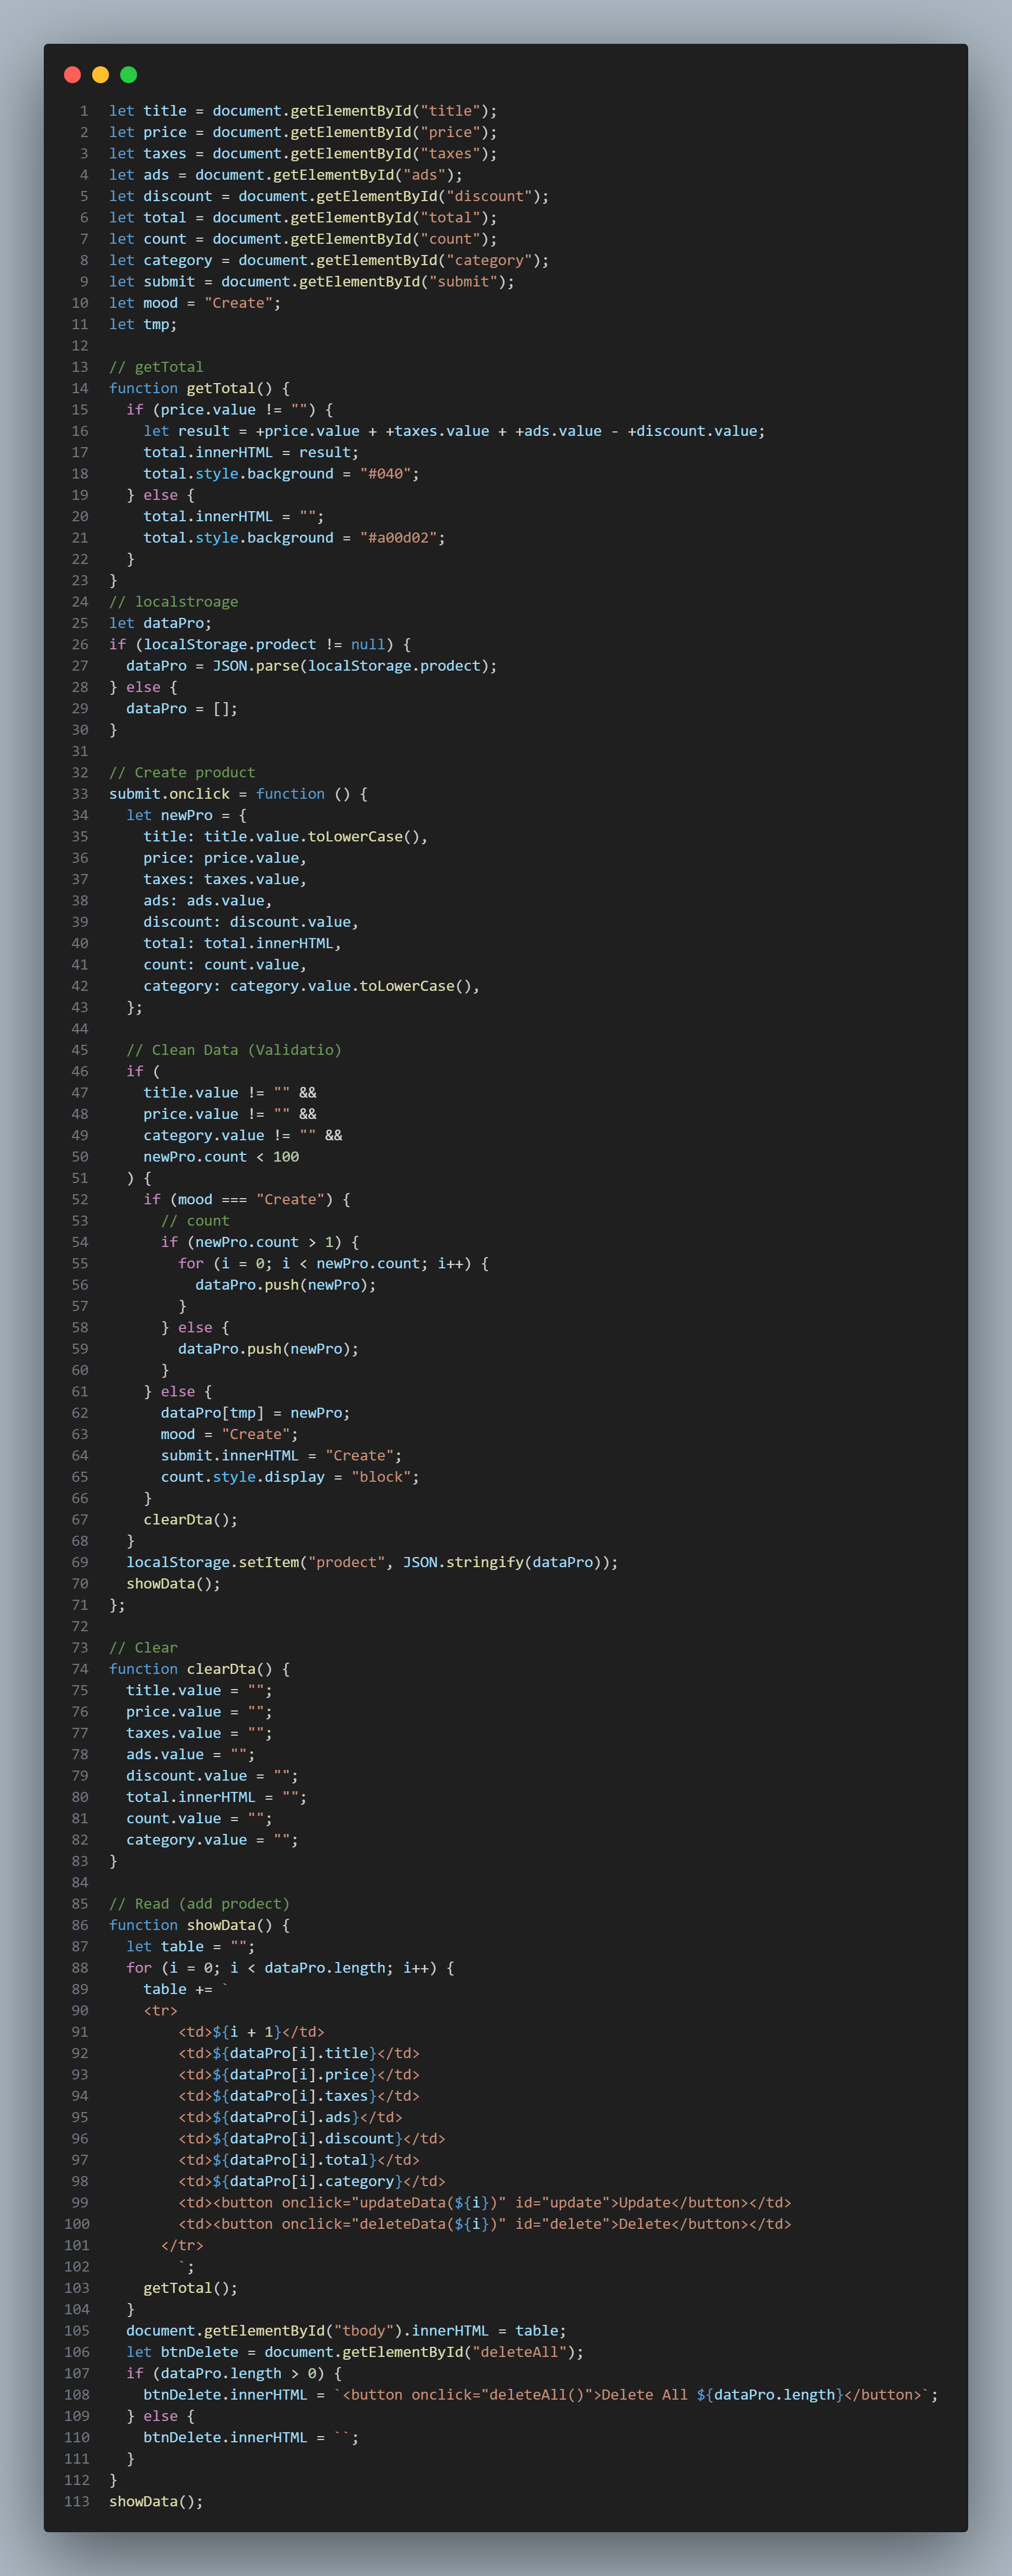 1 let title = document.getElementById("title");
2 let price = document.getElementById("price");
3 let taxes = document.getElementById("taxes");
4 let ads = document.getElementById("ads");
5 let discount = document.getElementById("discount");
6 let total = document.getElementById("total");
7 let count = document.getElementById("count");
8 let category = document.getElementById("category");
9 let submit = document.getElementById("submit");
10 let mood = "Create";
11 let tmp;
12
13 // getTotal
14 function getTotal() {
15   if (price.value != "") {
16     let result = +price.value + +taxes.value + +ads.value - +discount.value;
17     total.innerHTML = result;
18     total.style.background = "#040";
19   } else {
20     total.innerHTML = "";
21     total.style.background = "#a00d02";
22   }
23 }
24 // localstroage
25 let dataPro;
26 if (localStorage.prodect != null) {
27   dataPro = JSON.parse(localStorage.prodect);
28 } else {
29   dataPro = [];
30 }
31
32 // Create product
33 submit.onclick = function () {
34   let newPro = {
35     title: title.value.toLowerCase(),
36     price: price.value,
37     taxes: taxes.value,
38     ads: ads.value,
39     discount: discount.value,
40     total: total.innerHTML,
41     count: count.value,
42     category: category.value.toLowerCase(),
43   };
44
45   // Clean Data (Validatio)
46   if (
47     title.value != "" &&
48     price.value != "" &&
49     category.value != "" &&
50     newPro.count < 100
51   ) {
52     if (mood === "Create") {
53       // count
54       if (newPro.count > 1) {
55         for (i = 0; i < newPro.count; i++) {
56           dataPro.push(newPro);
57         }
58       } else {
59         dataPro.push(newPro);
60       }
61     } else {
62       dataPro[tmp] = newPro;
63       mood = "Create";
64       submit.innerHTML = "Create";
65       count.style.display = "block";
66     }
67     clearDta();
68   }
69   localStorage.setItem("prodect", JSON.stringify(dataPro));
70   showData();
71 };
72
73 // Clear
74 function clearDta() {
75   title.value = "";
76   price.value = "";
77   taxes.value = "";
78   ads.value = "";
79   discount.value = "";
80   total.innerHTML = "";
81   count.value = "";
82   category.value = "";
83 }
84
85 // Read (add prodect)
86 function showData() {
87   let table = "";
88   for (i = 0; i < dataPro.length; i++) {
89     table += `
90     <tr>
91         <td>${i + 1}</td>
92         <td>${dataPro[i].title}</td>
93         <td>${dataPro[i].price}</td>
94         <td>${dataPro[i].taxes}</td>
95         <td>${dataPro[i].ads}</td>
96         <td>${dataPro[i].discount}</td>
97         <td>${dataPro[i].total}</td>
98         <td>${dataPro[i].category}</td>
99         <td><button onclick="updateData(${i})" id="update">Update</button></td>
100         <td><button onclick="deleteData(${i})" id="delete">Delete</button></td>
101       </tr>
102         `;
103     getTotal();
104   }
105   document.getElementById("tbody").innerHTML = table;
106   let btnDelete = document.getElementById("deleteAll");
107   if (dataPro.length > 0) {
108     btnDelete.innerHTML = `<button onclick="deleteAll()">Delete All ${dataPro.length}</button>`;
109   } else {
110     btnDelete.innerHTML = ``;
111   }
112 }
113 showData();